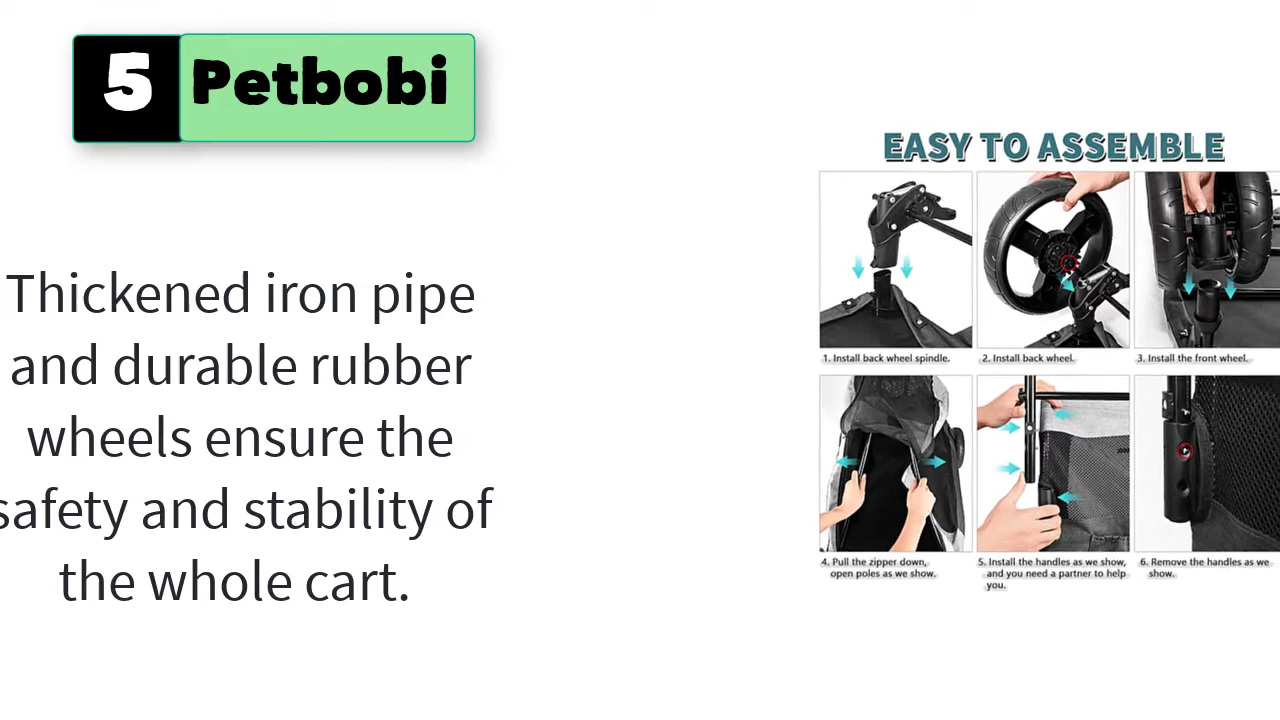 5 Petbobi
Thickened iron pipe
and durable rubber
wheels ensure the
safety and stability of
the whole cart.
EASY TO ASSEMBLE
1. Install back wheel spindle.
2. Install back wheel.
3. Install the front wheel.
4. Pull the zipper down,
open poles as we show.
5. Install the handles as we show,
and you need a partner to help
you.
6. Remove the handles as we
show.